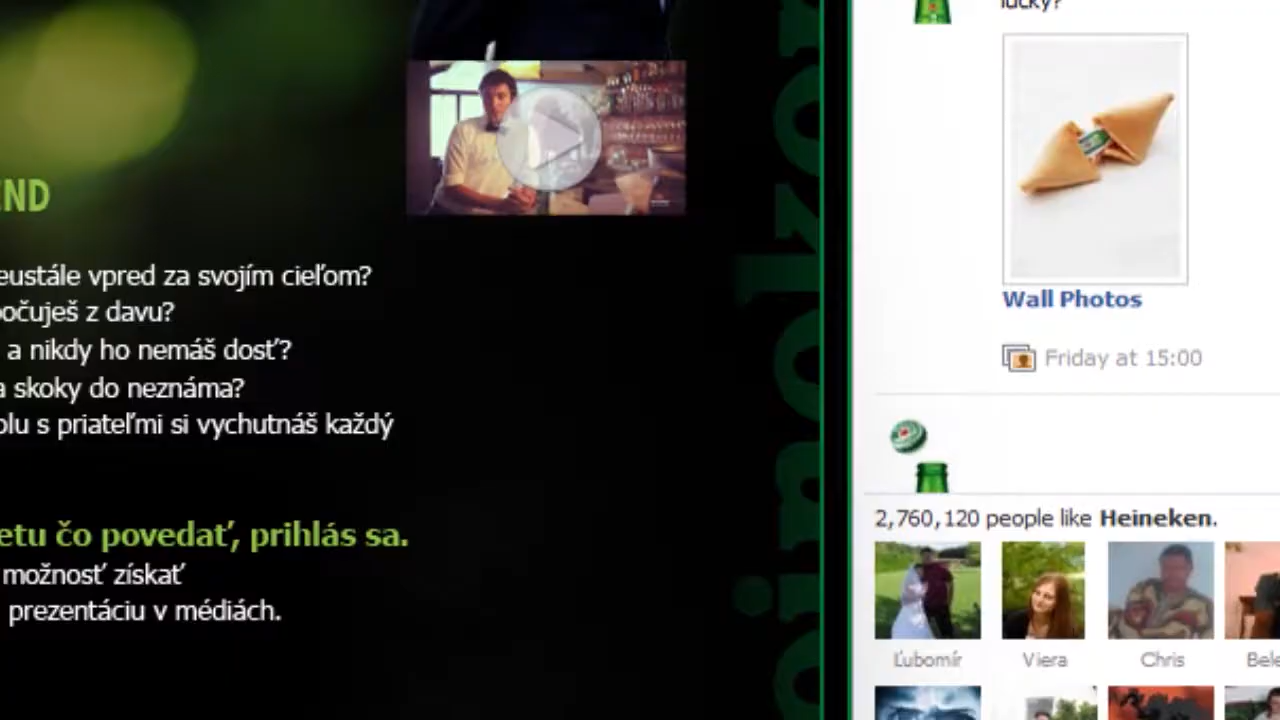 END
eustále vpred za svojím cieľom?
počuješ z davu?
a nikdy ho nemáš dosť?
a skoky do neznáma?
olu s priateľmi si vychutnáš každý
etu čo povedať, prihlás sa.
možnosť získať
prezentáciu v médiách.
lucky?
Wall Photos
Friday at 15:00
2,760,120 people like Heineken.
Ľubomír
Viera
Chris
Bele